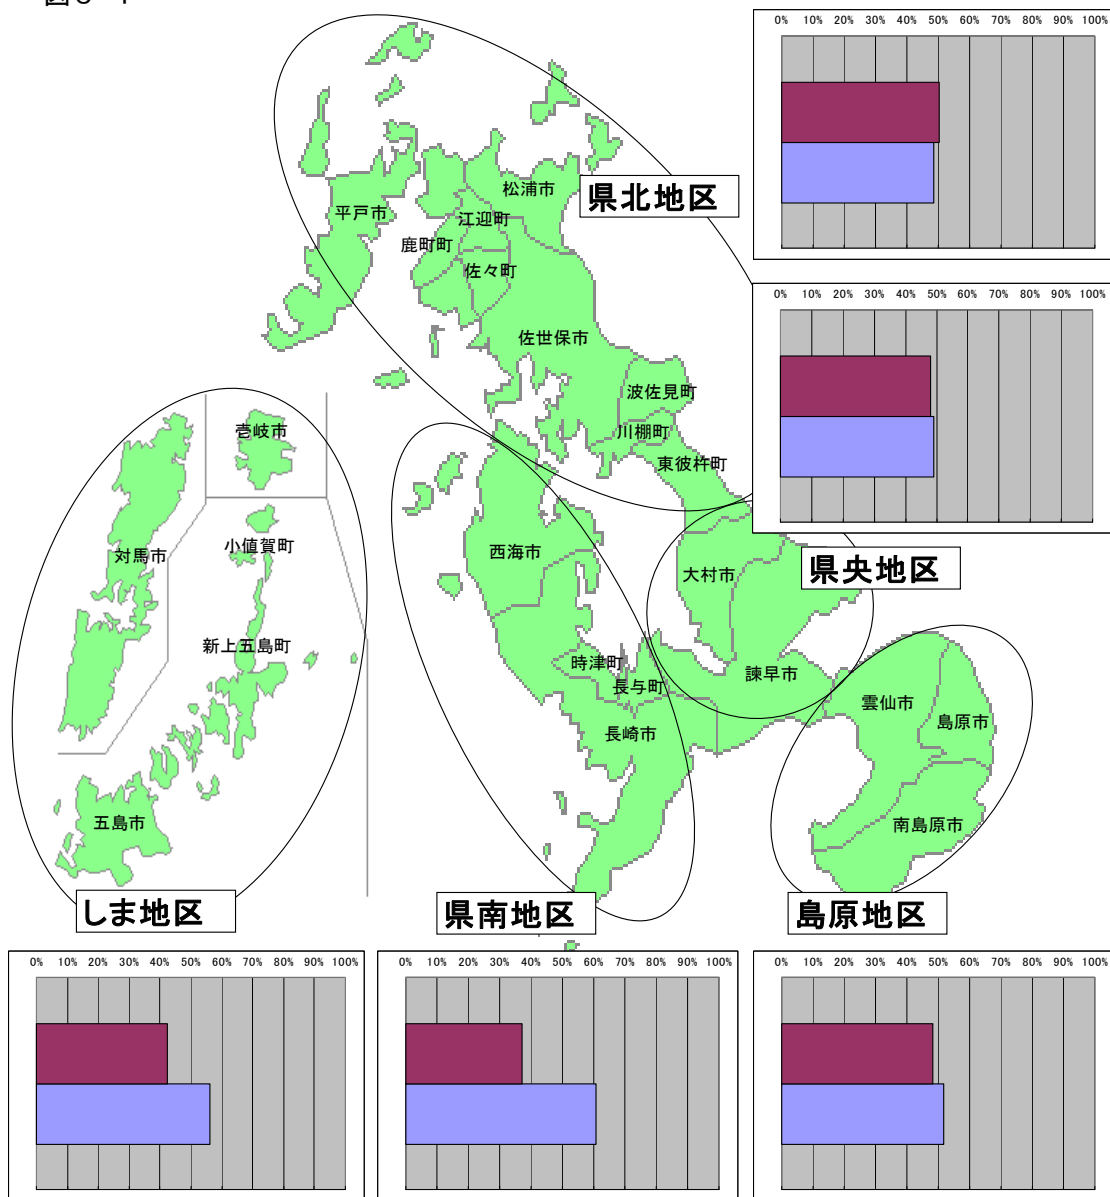 0% 10% 20% 30% 40% 50% 60% 70% 80% 90% 100%
松浦市
県北地区
平戸市
江迎町
鹿町町
佐々町
0% 10% 20% 30% 40% 50% 60% 70% 80% 90% 100%
佐世保市
波佐見町
川棚町
壱岐市
東彼杵町
小値賀町
西海市
対馬市
県央地区
大村市
新上五島町
時津町
長与町
諫早市
雲仙市
島原市
長崎市
五島市
南島原市
しま地区
県南地区
島原地区
0% 10% 20% 30% 40% 50% 60% 70% 80% 90% 100%
0% 10% 20% 30% 40% 50% 60% 70% 80% 90% 100%
0% 10% 20% 30% 40% 50% 60% 70% 80% 90% 100%